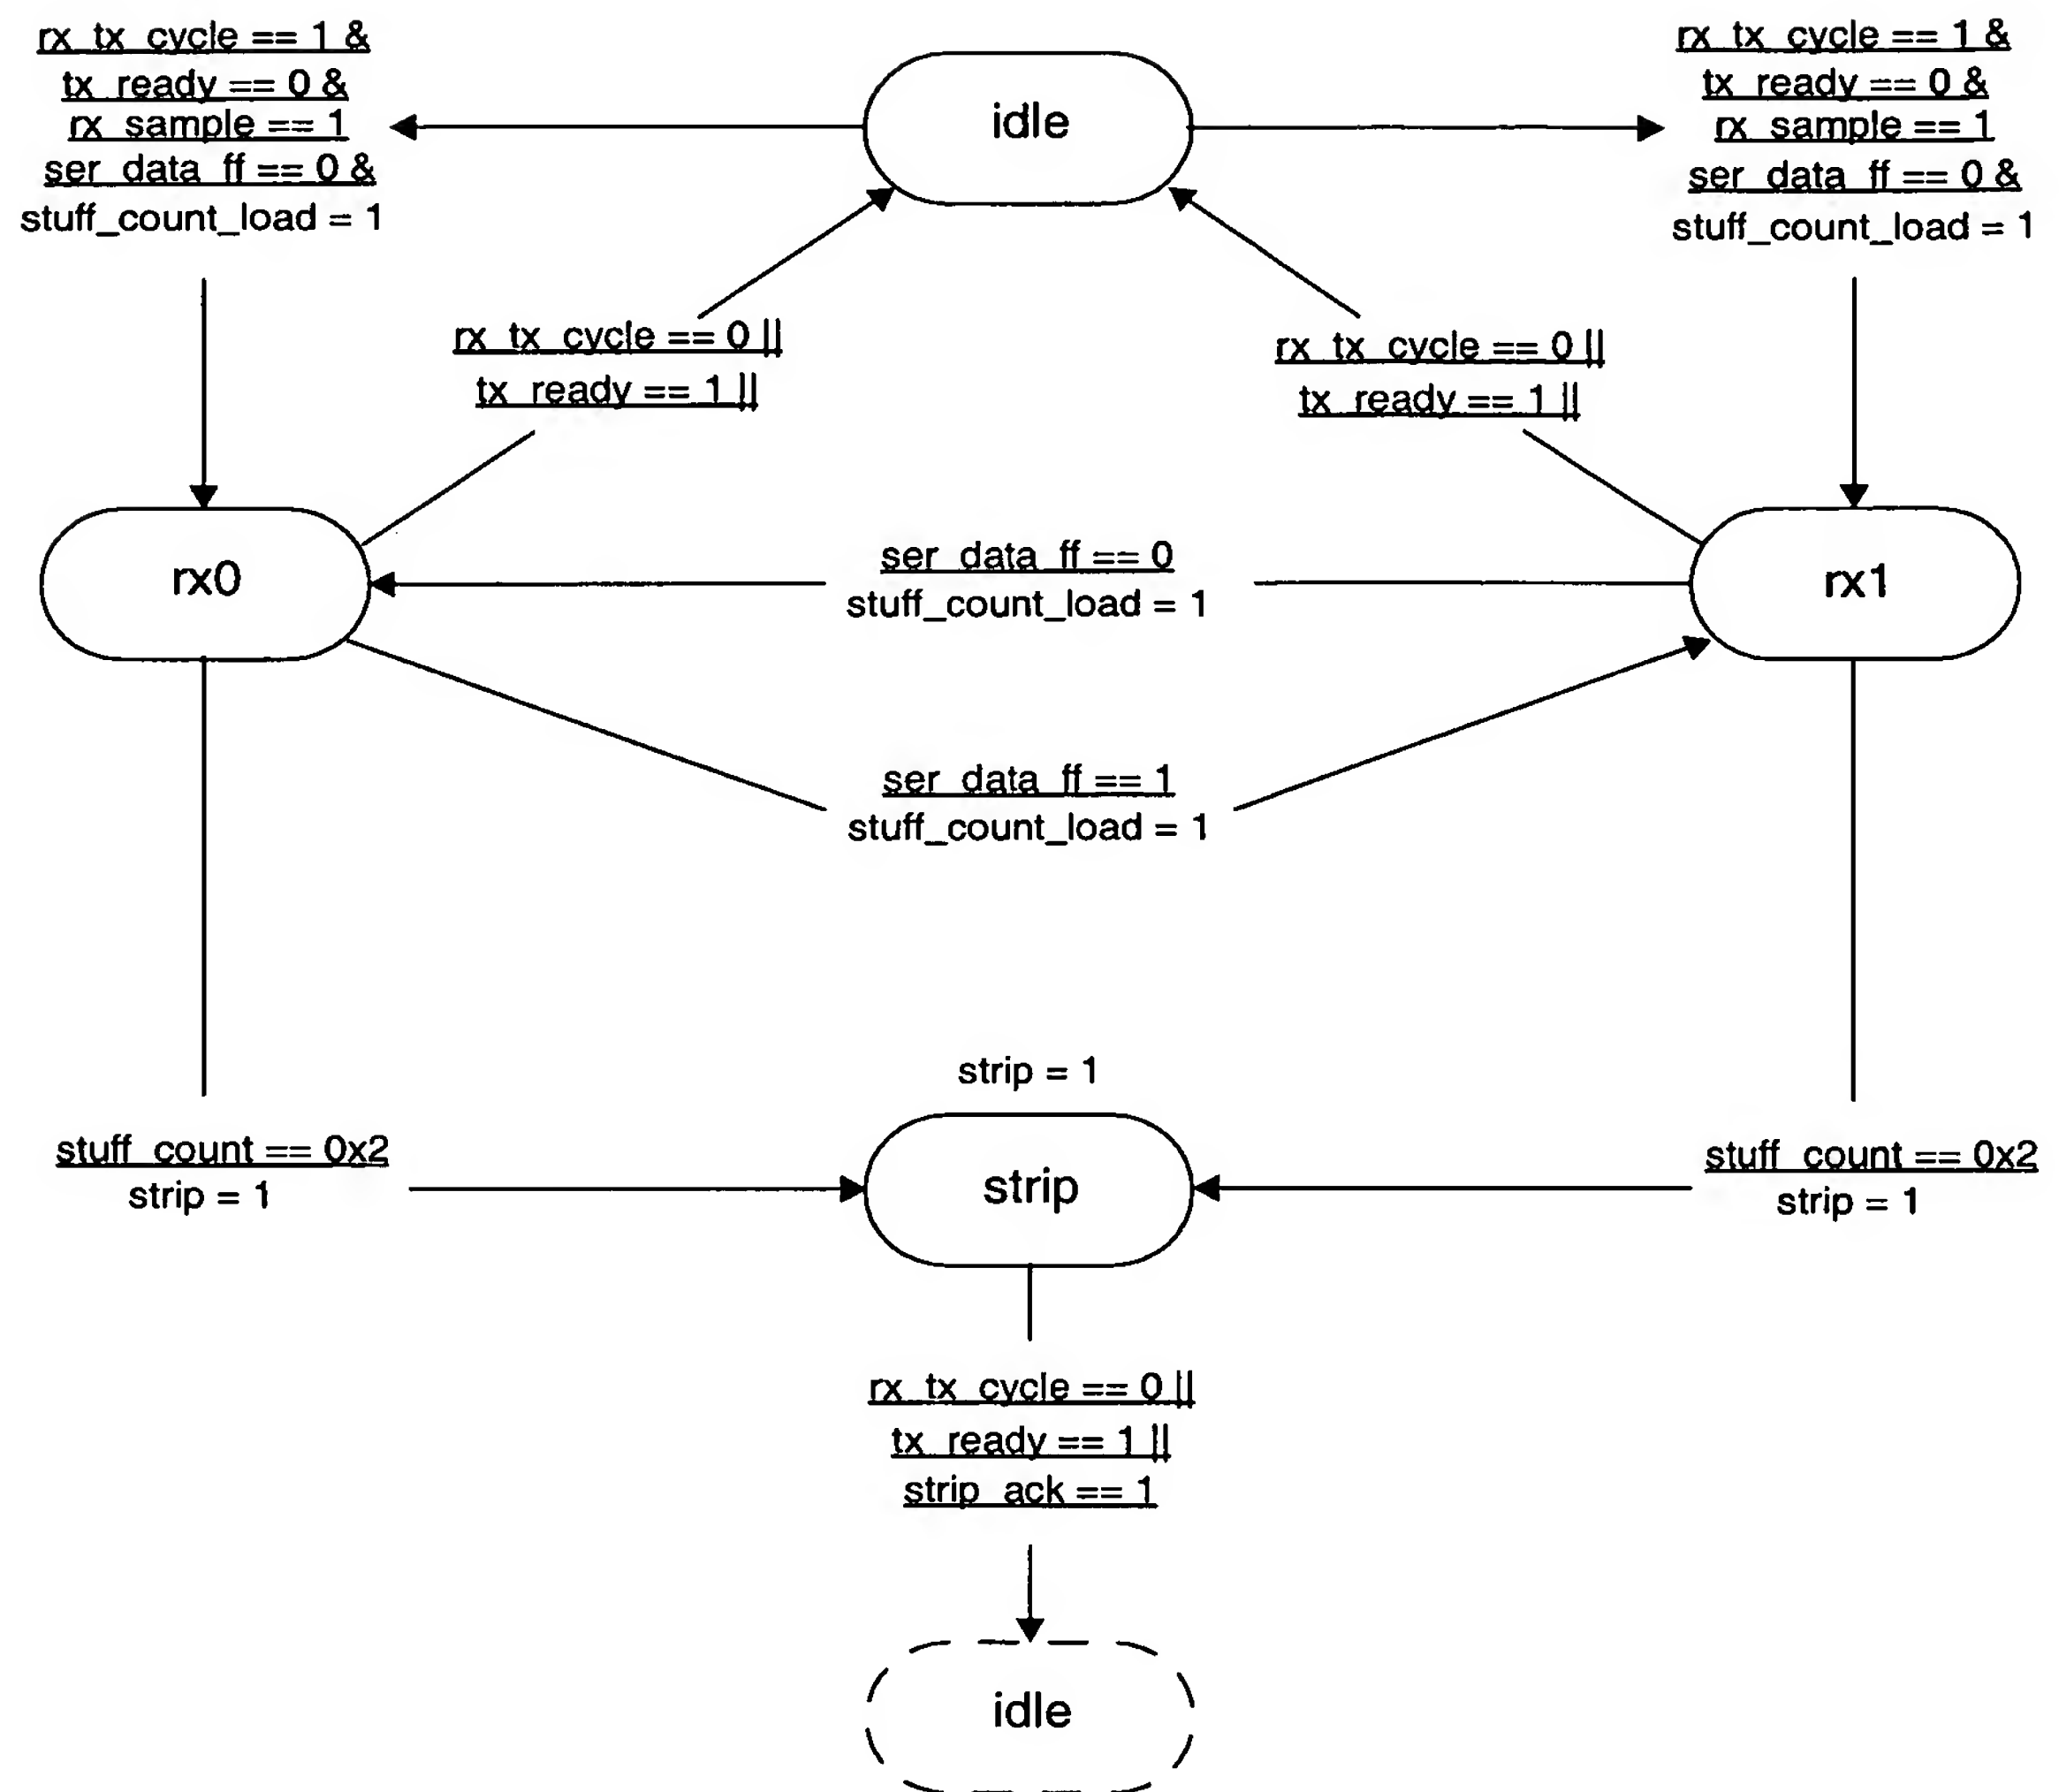 rx_tx_cycle == 1 &
tx_ready == 0 &
rx_sample == 1
ser_data_ff == 0 &
stuff_count_load = 1
idle
rx_tx_cycle == 1 &
tx_ready == 0 &
rx_sample == 1
ser_data_ff == 0 &
stuff_count_load = 1
rx_tx_cycle == 0 ||
tx_ready == 1 ||
rx_tx_cycle == 0 ||
tx_ready == 1 ||
rx0
ser_data_ff == 0
stuff_count_load = 1
rx1
ser_data_ff == 1
stuff_count_load = 1
strip = 1
stuff_count == 0x2
strip = 1
strip
stuff_count == 0x2
strip = 1
rx_tx_cycle == 0 ||
tx_ready == 1 ||
strip_ack == 1
idle